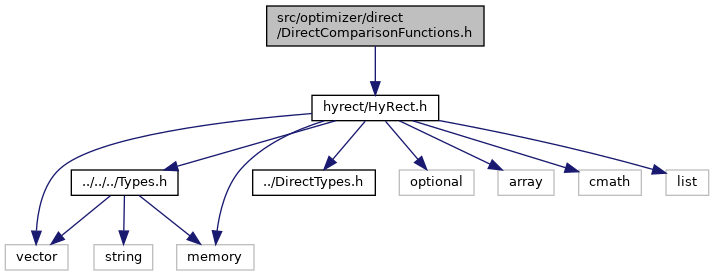 src/optimizer/direct
/DirectComparisonFunctions.h
hyrect/HyRect.h
../../../Types.h
../DirectTypes.h
optional
array
cmath
list
vector
string
memory